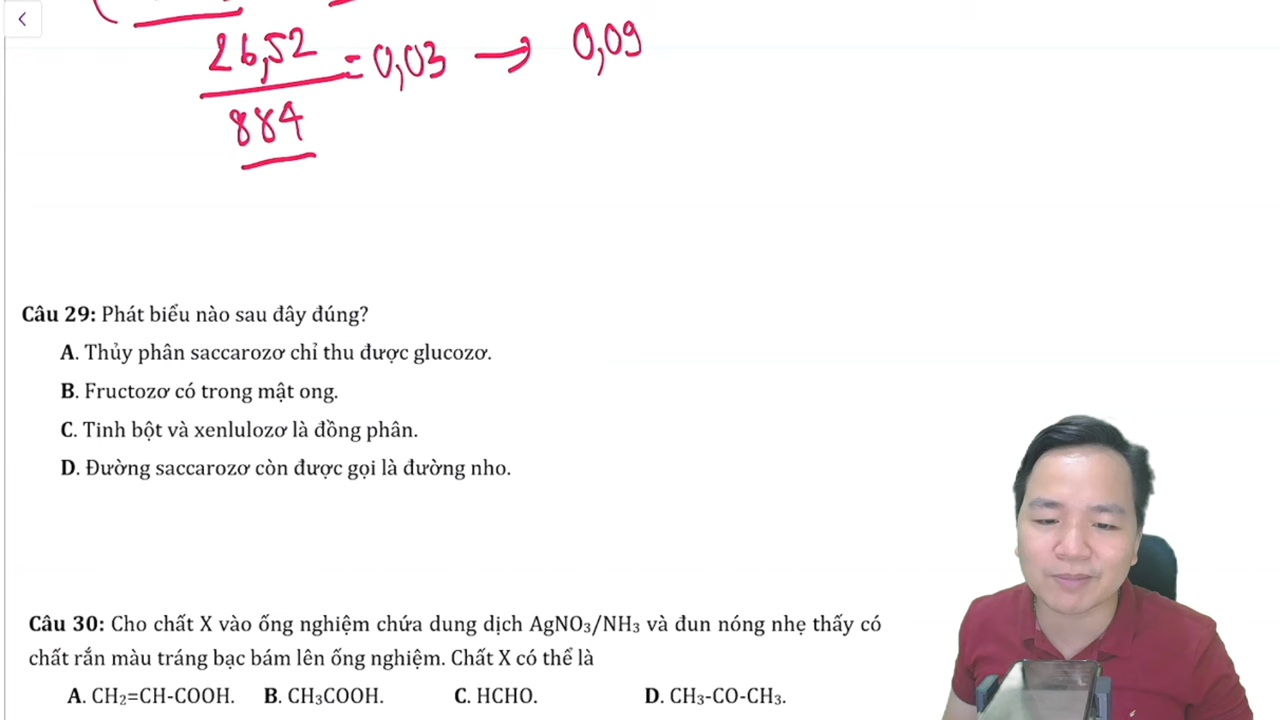 26,52
= 0,03 → 0,09
884
Câu 29: Phát biểu nào sau đây đúng?
A. Thủy phân saccarozơ chỉ thu được glucozơ.
B. Fructozơ có trong mật ong.
C. Tinh bột và xenlulozơ là đồng phân.
D. Đường saccarozơ còn được gọi là đường nho.
Câu 30: Cho chất X vào ống nghiệm chứa dung dịch AgNO₃/NH₃ và đun nóng nhẹ thấy có
chất rắn màu tráng bạc bám lên ống nghiệm. Chất X có thể là
A. CH₂=CH-COOH. B. CH₃COOH. C. HCHO. D. CH₃-CO-CH₃.